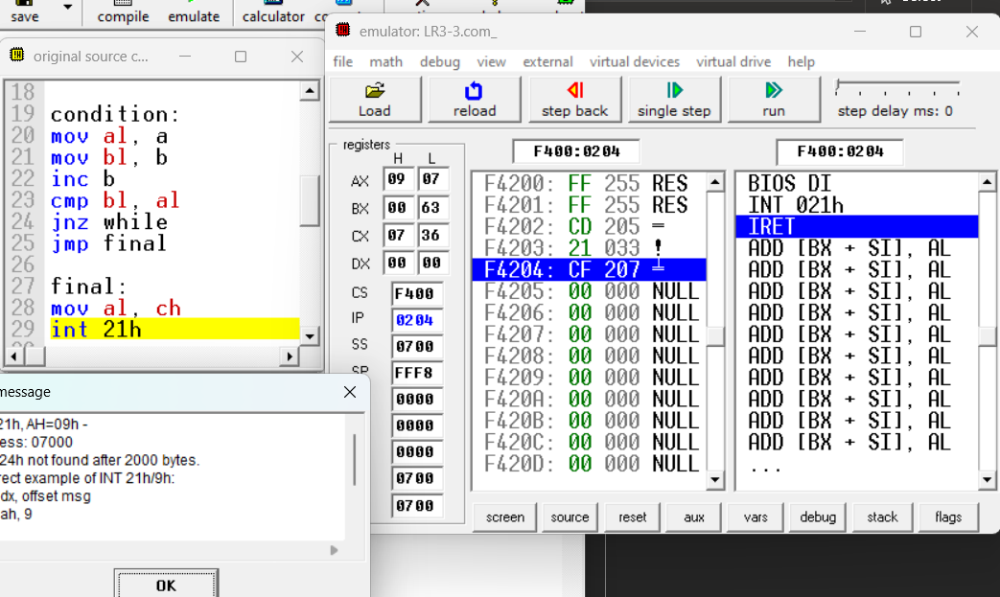 save
compile
emulate
calculator
original source c...
18
19 condition:
20 mov al, a
21 mov bl, b
22 inc b
23 cmp bl, al
24 jnz while
25 jmp final
26
27 final:
28 mov al, ch
29 int 21h
message
21h, AH=09h -
ess: 07000
24h not found after 2000 bytes.
rect example of INT 21h/9h:
dx, offset msg
ah, 9
OK
emulator: LR3-3.com_
file math debug view external virtual devices virtual drive help
Load reload step back single step run step delay ms: 0
registers
H L
AX 09 07
BX 00 63
CX 07 36
DX 00 00
CS F400
IP 0204
SS 0700
SP FFF8
0000
0000
0000
0700
0700
F400:0204
F4200: FF 255 RES
F4201: FF 255 RES
F4202: CD 205 =
F4203: 21 033 !
F4204: CF 207 ╧
F4205: 00 000 NULL
F4206: 00 000 NULL
F4207: 00 000 NULL
F4208: 00 000 NULL
F4209: 00 000 NULL
F420A: 00 000 NULL
F420B: 00 000 NULL
F420C: 00 000 NULL
F420D: 00 000 NULL
F400:0204
BIOS DI
INT 021h
IRET
ADD [BX + SI], AL
ADD [BX + SI], AL
ADD [BX + SI], AL
ADD [BX + SI], AL
ADD [BX + SI], AL
ADD [BX + SI], AL
ADD [BX + SI], AL
ADD [BX + SI], AL
ADD [BX + SI], AL
ADD [BX + SI], AL
...
screen source reset aux vars debug stack flags